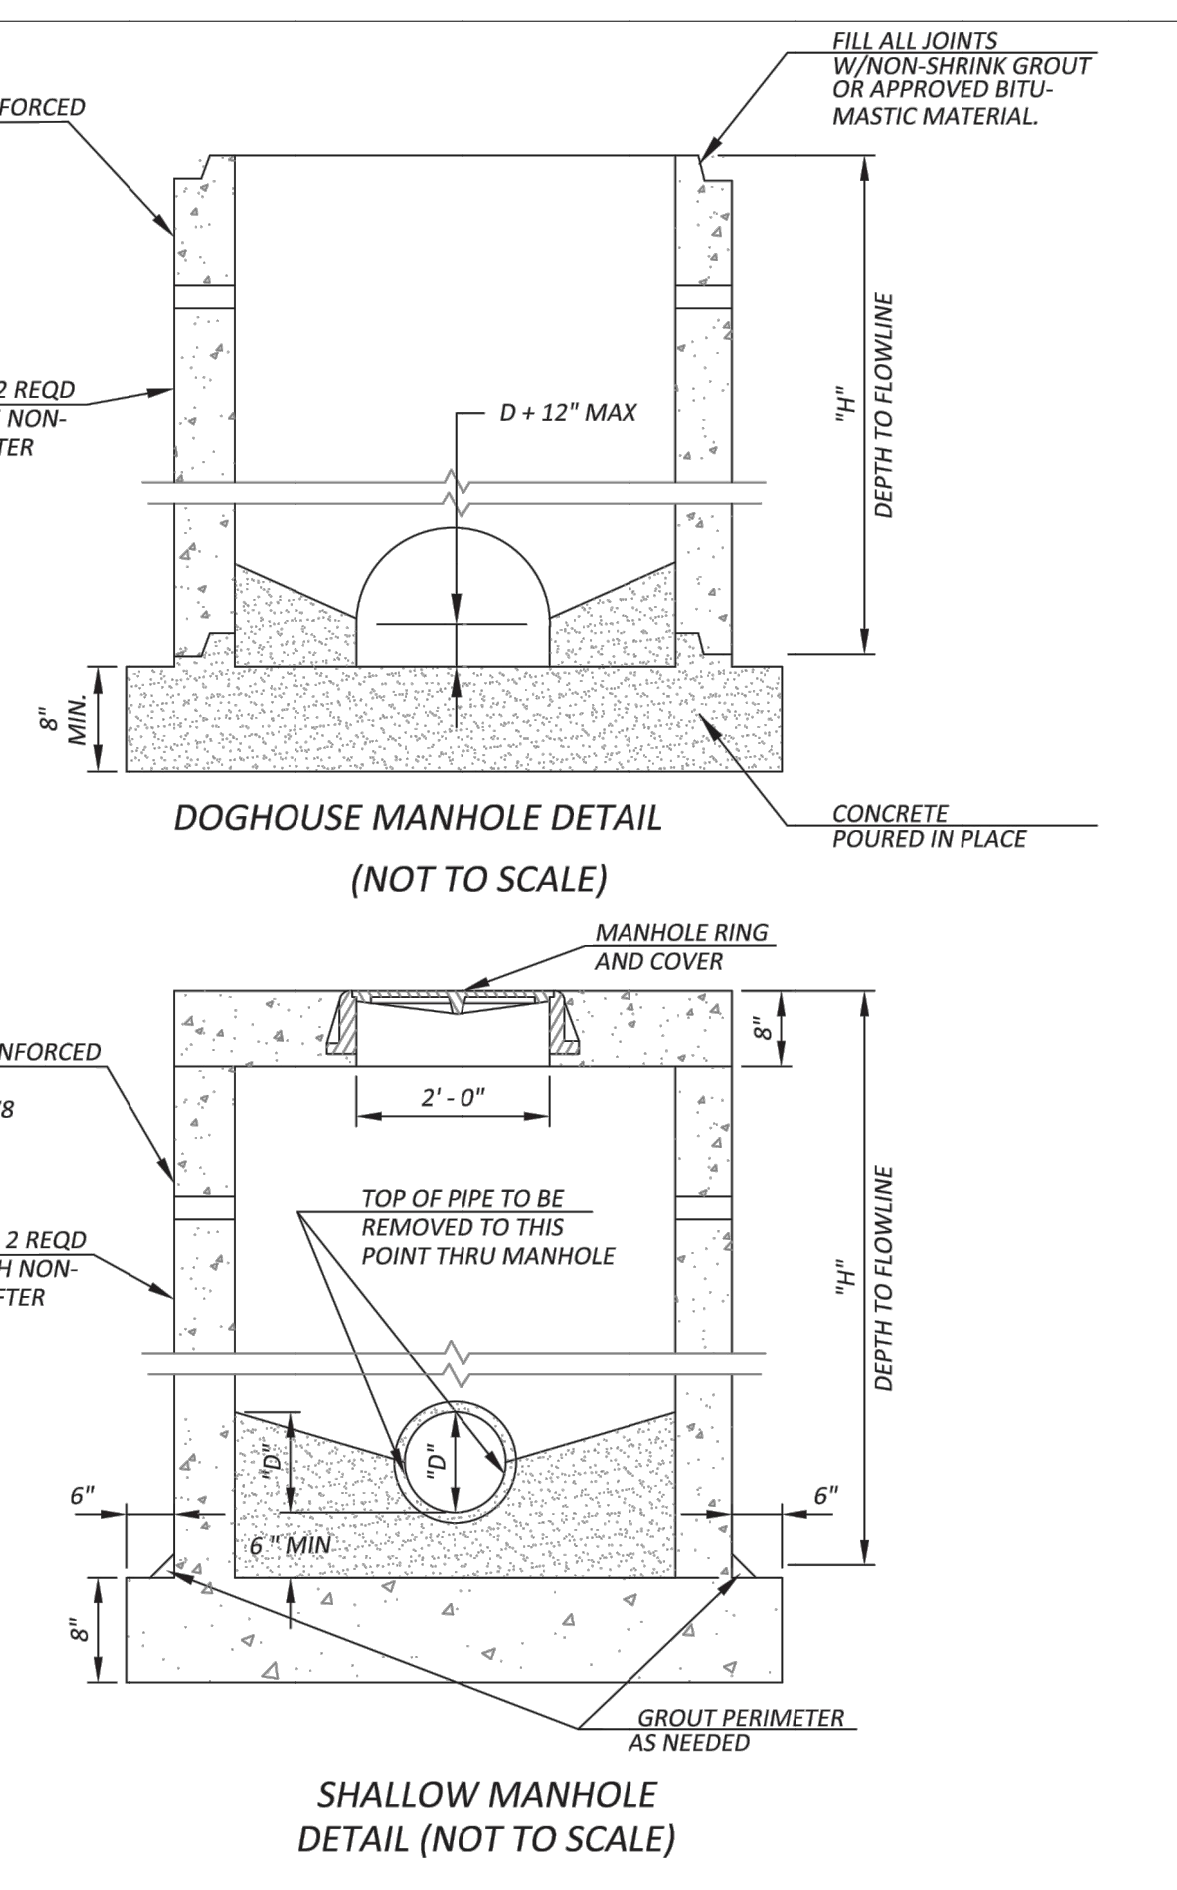 FILL ALL JOINTS
W/NON-SHRINK GROUT
OR APPROVED BITU-
MASTIC MATERIAL.
FORCED
2 REQD
NON-
TER
D + 12" MAX
"H"
DEPTH TO FLOWLINE
8"
MIN.
DOGHOUSE MANHOLE DETAIL
(NOT TO SCALE)
CONCRETE
POURED IN PLACE
MANHOLE RING
AND COVER
NFORCED
/8
8"
2' - 0"
TOP OF PIPE TO BE
REMOVED TO THIS
POINT THRU MANHOLE
2 REQD
H NON-
FTER
"H"
DEPTH TO FLOWLINE
"D"
"D"
6"
6"
6 " MIN
8"
GROUT PERIMETER
AS NEEDED
SHALLOW MANHOLE
DETAIL (NOT TO SCALE)